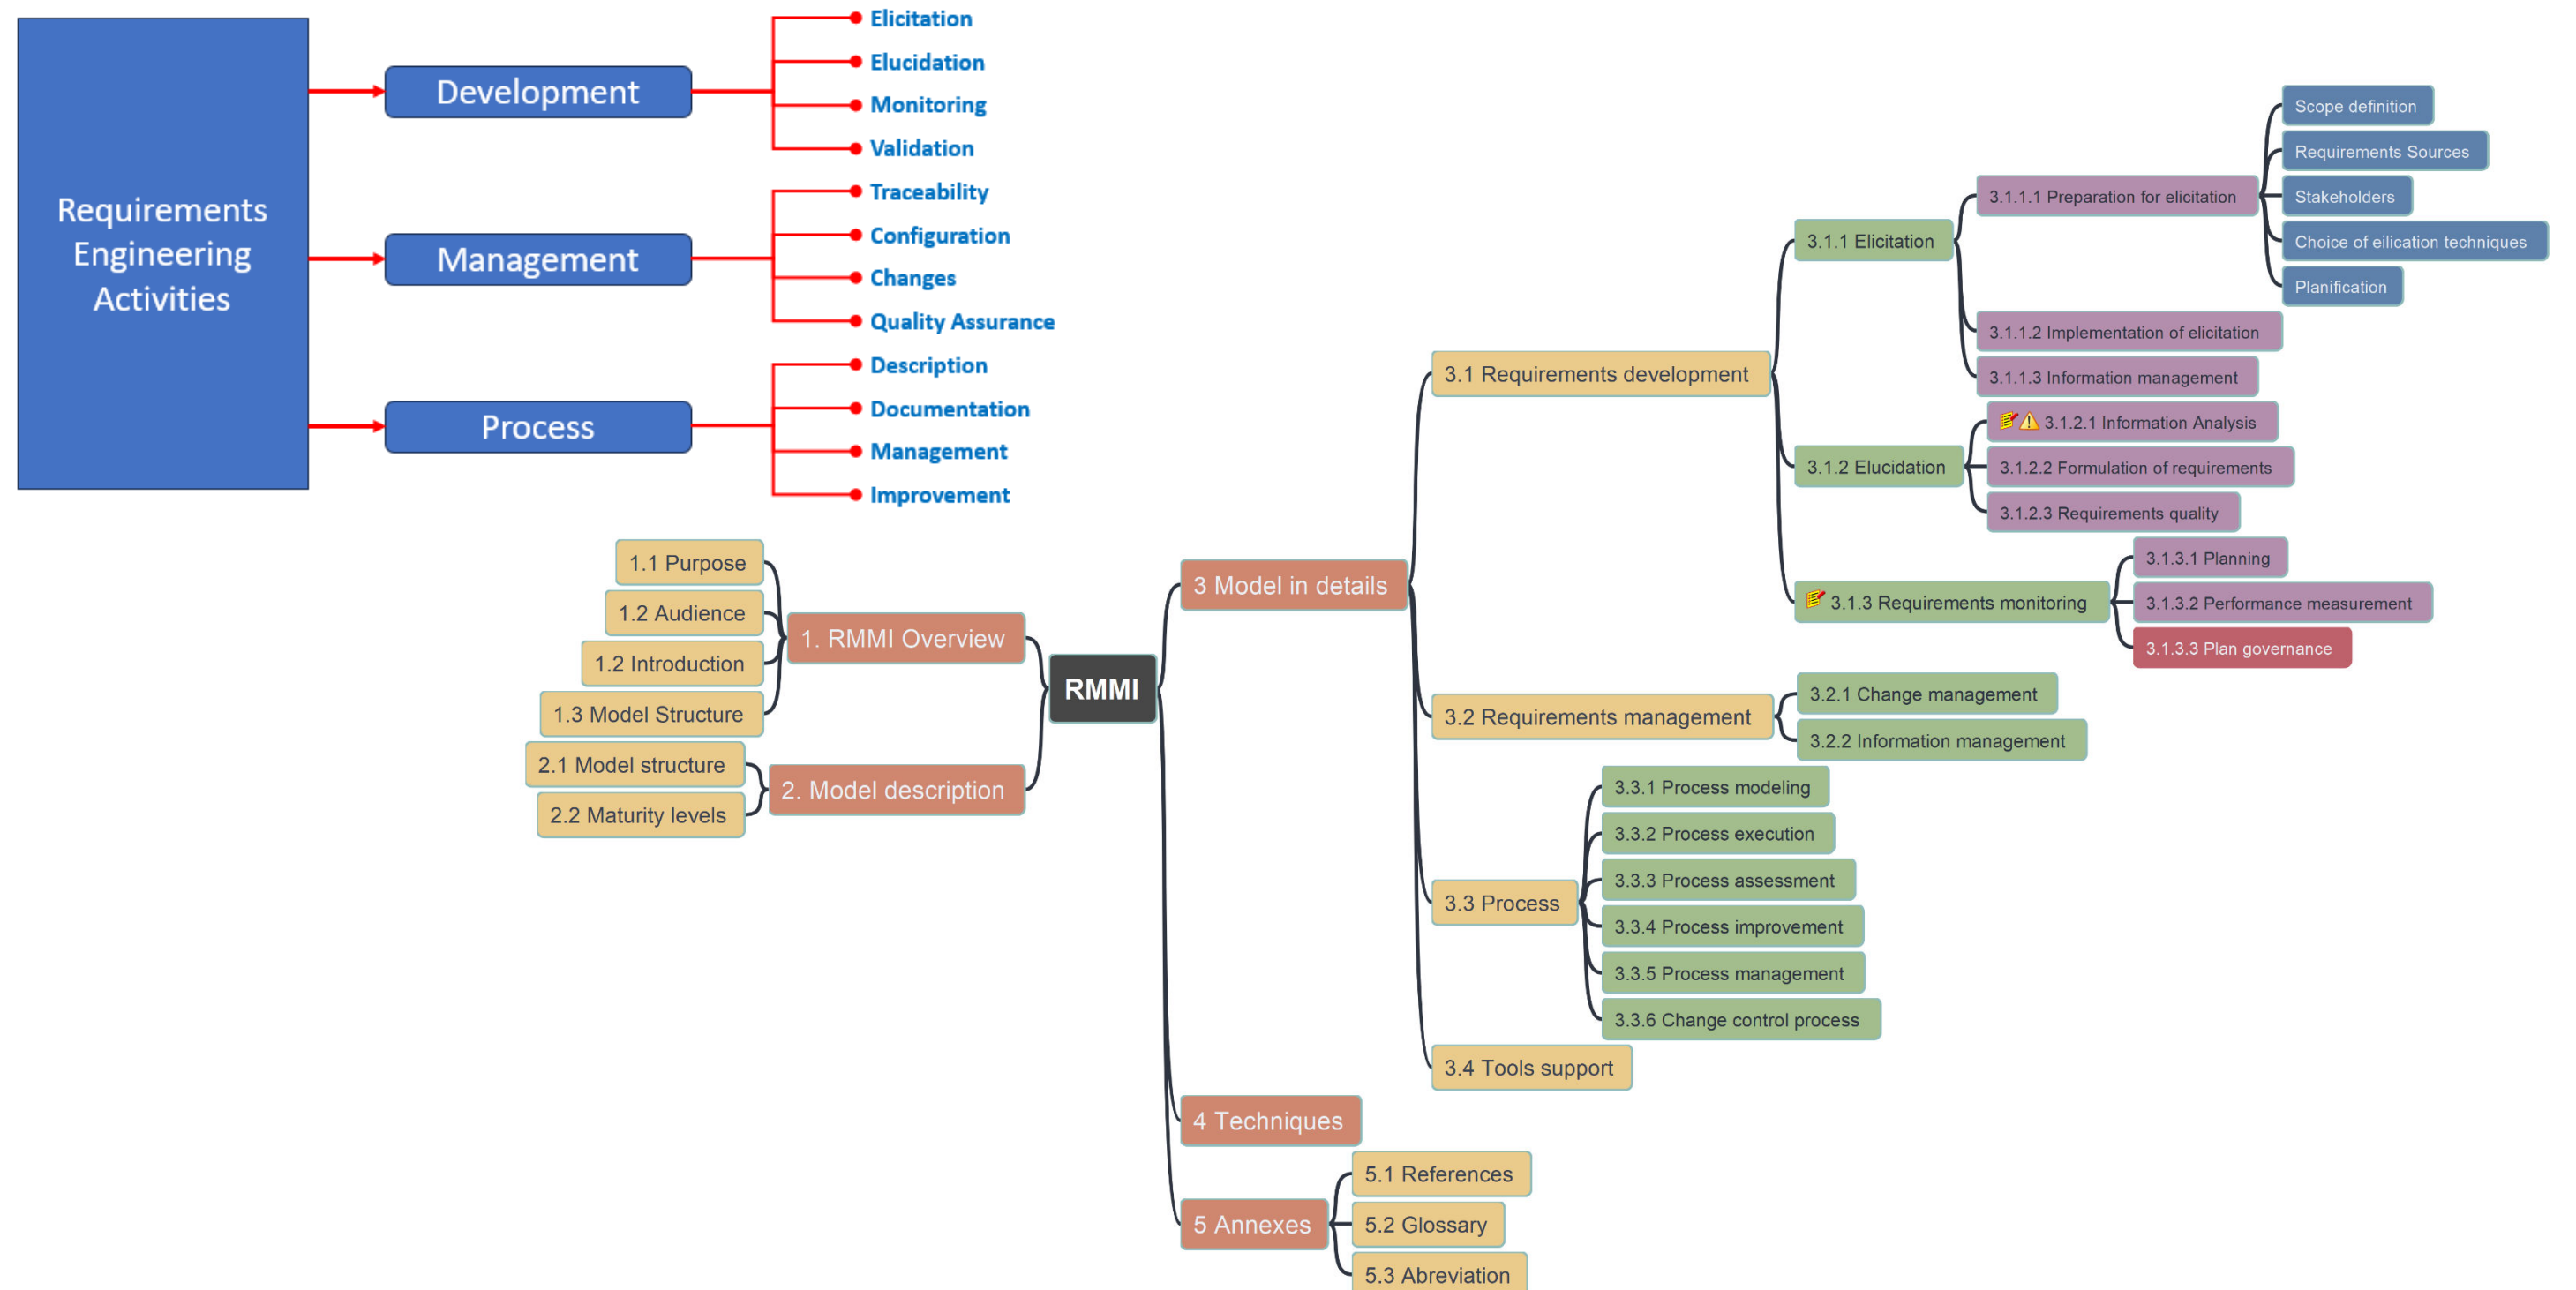 Requirements
Engineering
Activities
Development
Elicitation
Elucidation
Monitoring
Validation
Management
Traceability
Configuration
Changes
Quality Assurance
Process
Description
Documentation
Management
Improvement
RMMI
1. RMMI Overview
1.1 Purpose
1.2 Audience
1.2 Introduction
1.3 Model Structure
2. Model description
2.1 Model structure
2.2 Maturity levels
3 Model in details
3.1 Requirements development
3.1.1 Elicitation
3.1.1.1 Preparation for elicitation
Scope definition
Requirements Sources
Stakeholders
Choice of eilication techniques
Planification
3.1.1.2 Implementation of elicitation
3.1.1.3 Information management
3.1.2 Elucidation
3.1.2.1 Information Analysis
3.1.2.2 Formulation of requirements
3.1.2.3 Requirements quality
3.1.3 Requirements monitoring
3.1.3.1 Planning
3.1.3.2 Performance measurement
3.1.3.3 Plan governance
3.2 Requirements management
3.2.1 Change management
3.2.2 Information management
3.3 Process
3.3.1 Process modeling
3.3.2 Process execution
3.3.3 Process assessment
3.3.4 Process improvement
3.3.5 Process management
3.3.6 Change control process
3.4 Tools support
4 Techniques
5 Annexes
5.1 References
5.2 Glossary
5.3 Abreviation